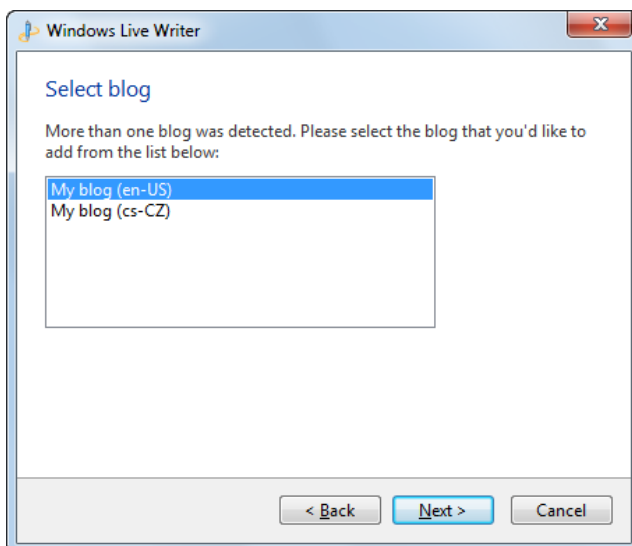 Windows Live Writer
Select blog
More than one blog was detected. Please select the blog that you'd like to
add from the list below:
My blog (en-US)
My blog (cs-CZ)
< Back Next > Cancel